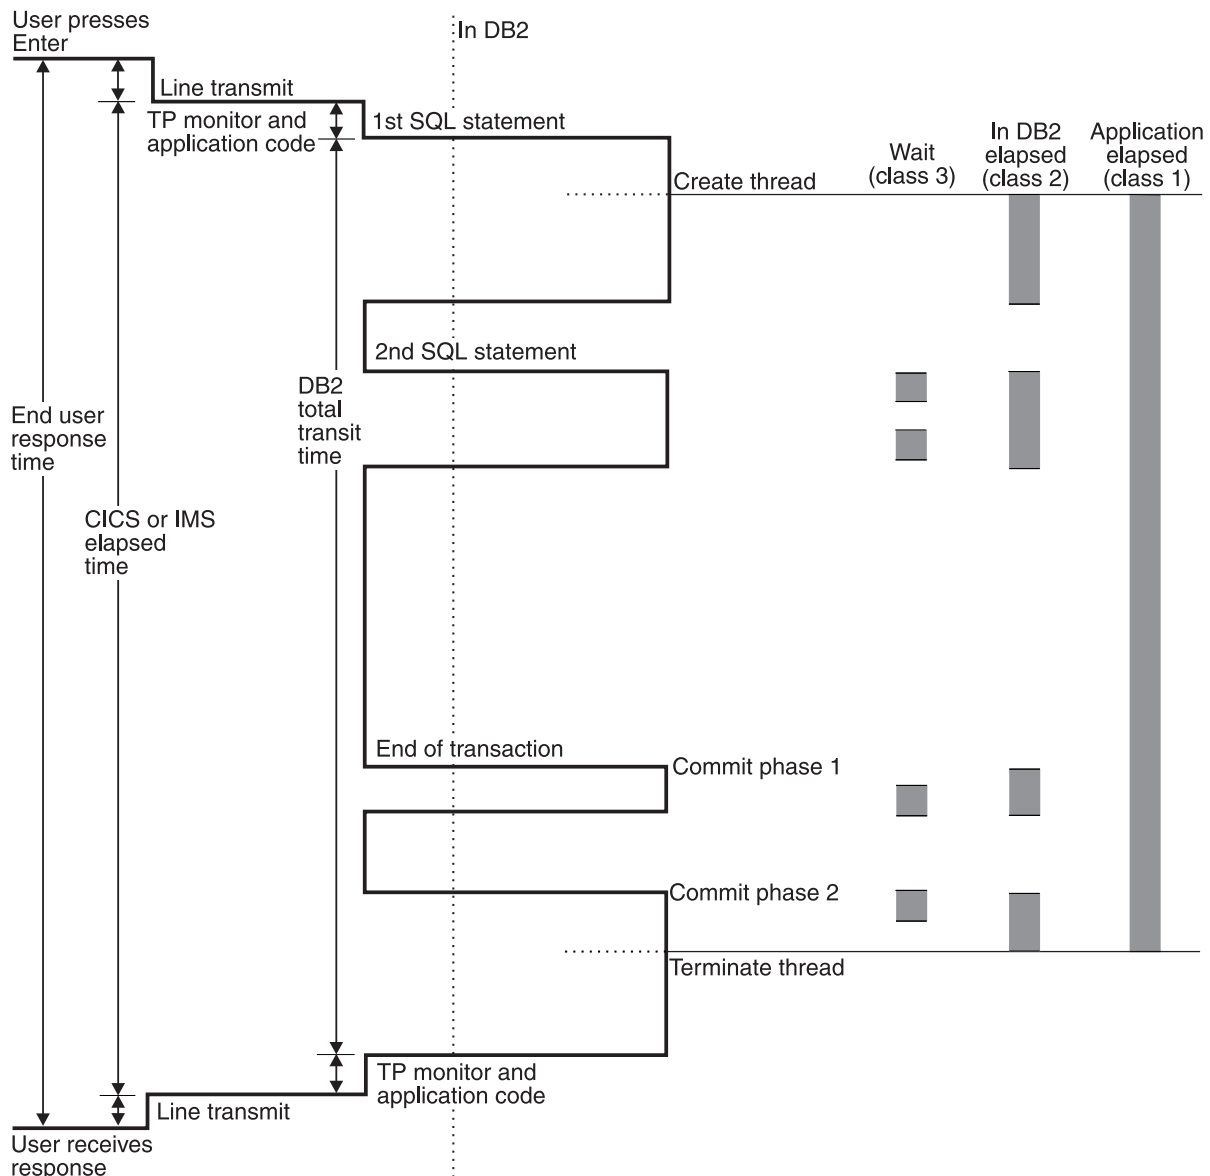 User presses
Enter
In DB2
Line transmit
TP monitor and
application code
1st SQL statement
Wait
(class 3)
In DB2
elapsed
(class 2)
Application
elapsed
(class 1)
Create thread
2nd SQL statement
DB2
total
transit
time
End user
response
time
CICS or IMS
elapsed
time
End of transaction
Commit phase 1
Commit phase 2
Terminate thread
TP monitor and
application code
Line transmit
User receives
response